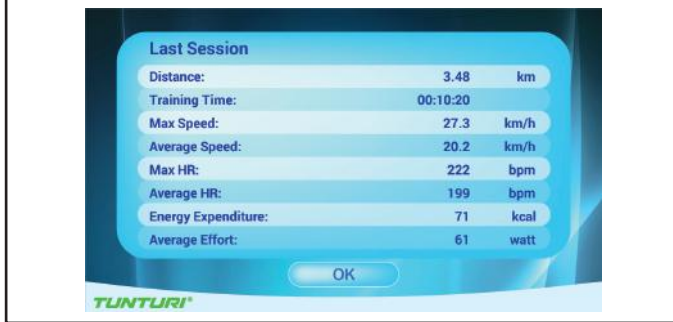 Last Session
Distance: 3.48 km
Training Time: 00:10:20
Max Speed: 27.3 km/h
Average Speed: 20.2 km/h
Max HR: 222 bpm
Average HR: 199 bpm
Energy Expenditure: 71 kcal
Average Effort: 61 watt
OK
TUNTURI®